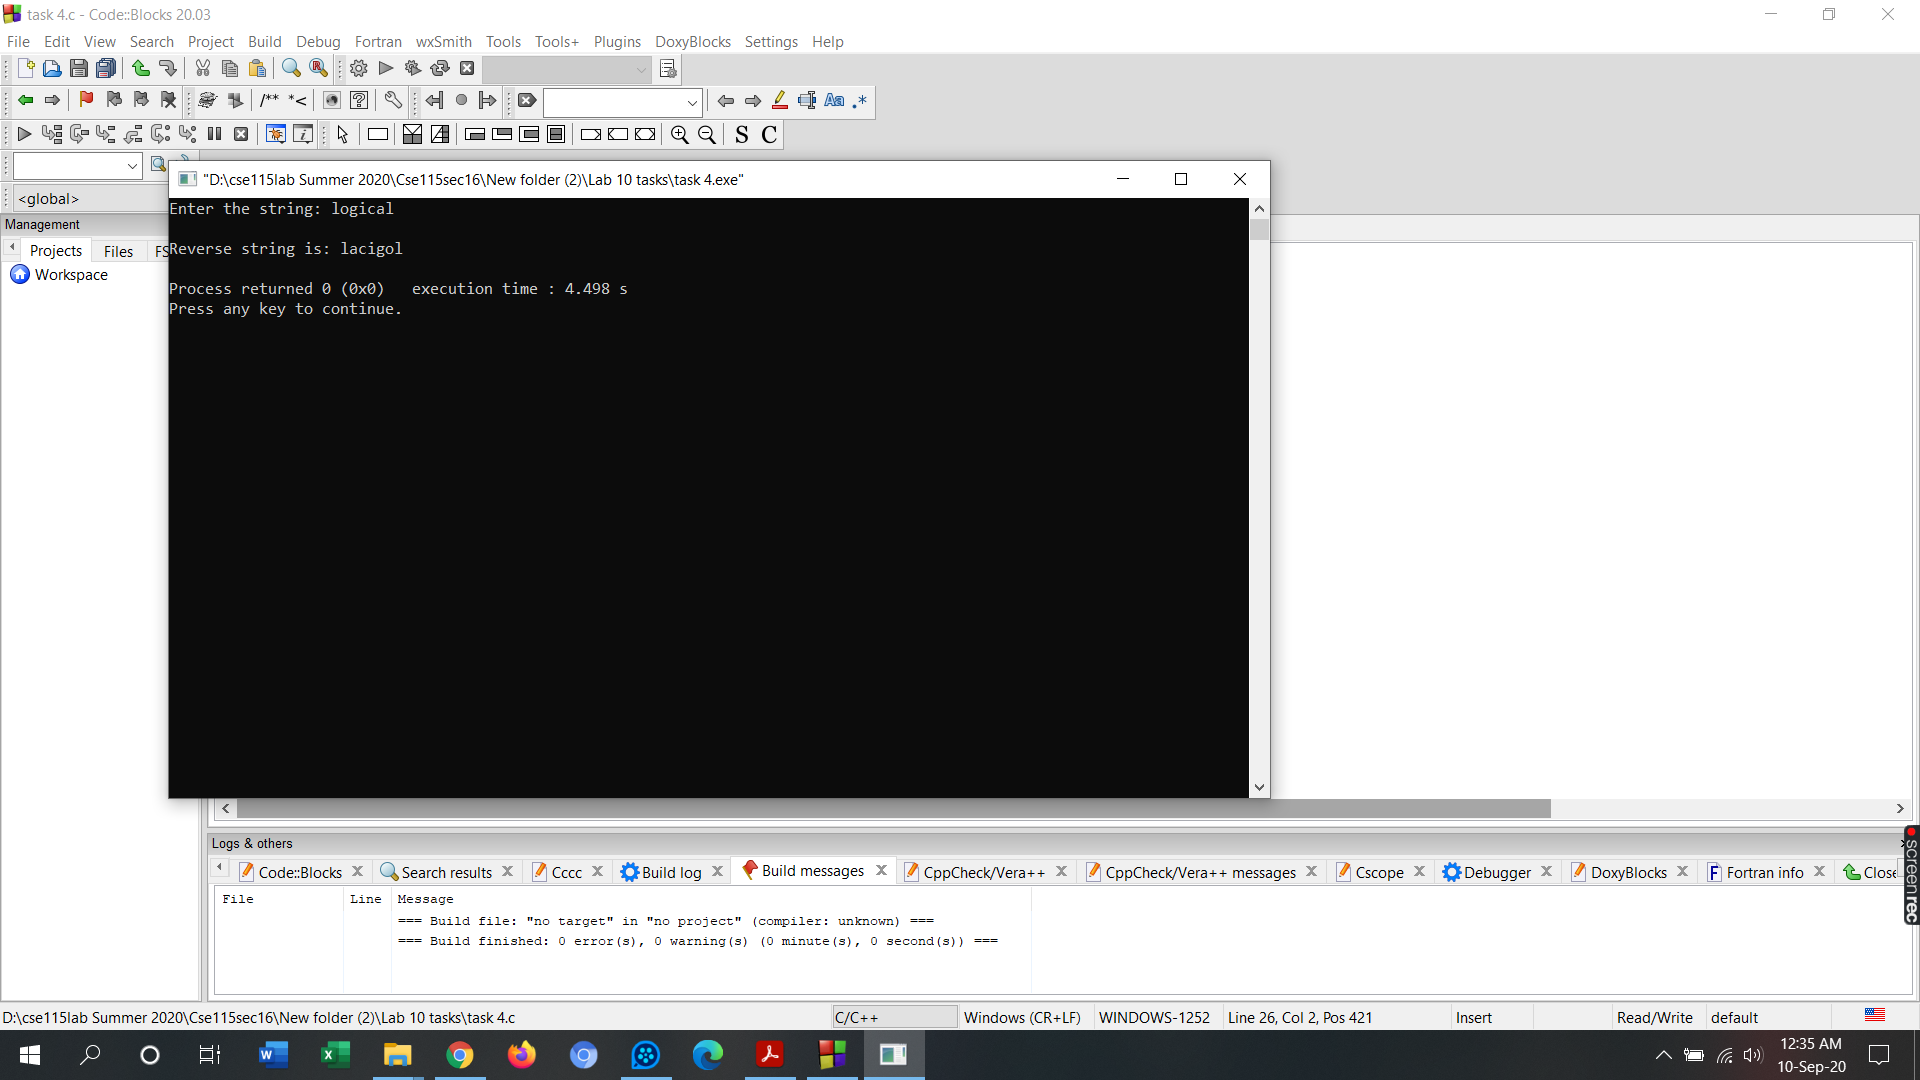 task 4.c - Code::Blocks 20.03
File Edit View Search Project Build Debug Fortran wxSmith Tools Tools+ Plugins DoxyBlocks Settings Help
/** *< Aa .*
S C
<global>
"D:\cse115lab Summer 2020\Cse115sec16\New folder (2)\Lab 10 tasks\task 4.exe"
Management
Projects Files FS
Workspace
Enter the string: logical
Reverse string is: lacigol
Process returned 0 (0x0)   execution time : 4.498 s
Press any key to continue.
Logs & others
Code::Blocks Search results Cccc Build log Build messages CppCheck/Vera++ CppCheck/Vera++ messages Cscope Debugger DoxyBlocks Fortran info Close
File Line Message
=== Build file: "no target" in "no project" (compiler: unknown) ===
=== Build finished: 0 error(s), 0 warning(s) (0 minute(s), 0 second(s)) ===
screenrec
D:\cse115lab Summer 2020\Cse115sec16\New folder (2)\Lab 10 tasks\task 4.c C/C++ Windows (CR+LF) WINDOWS-1252 Line 26, Col 2, Pos 421 Insert Read/Write default
12:35 AM
10-Sep-20